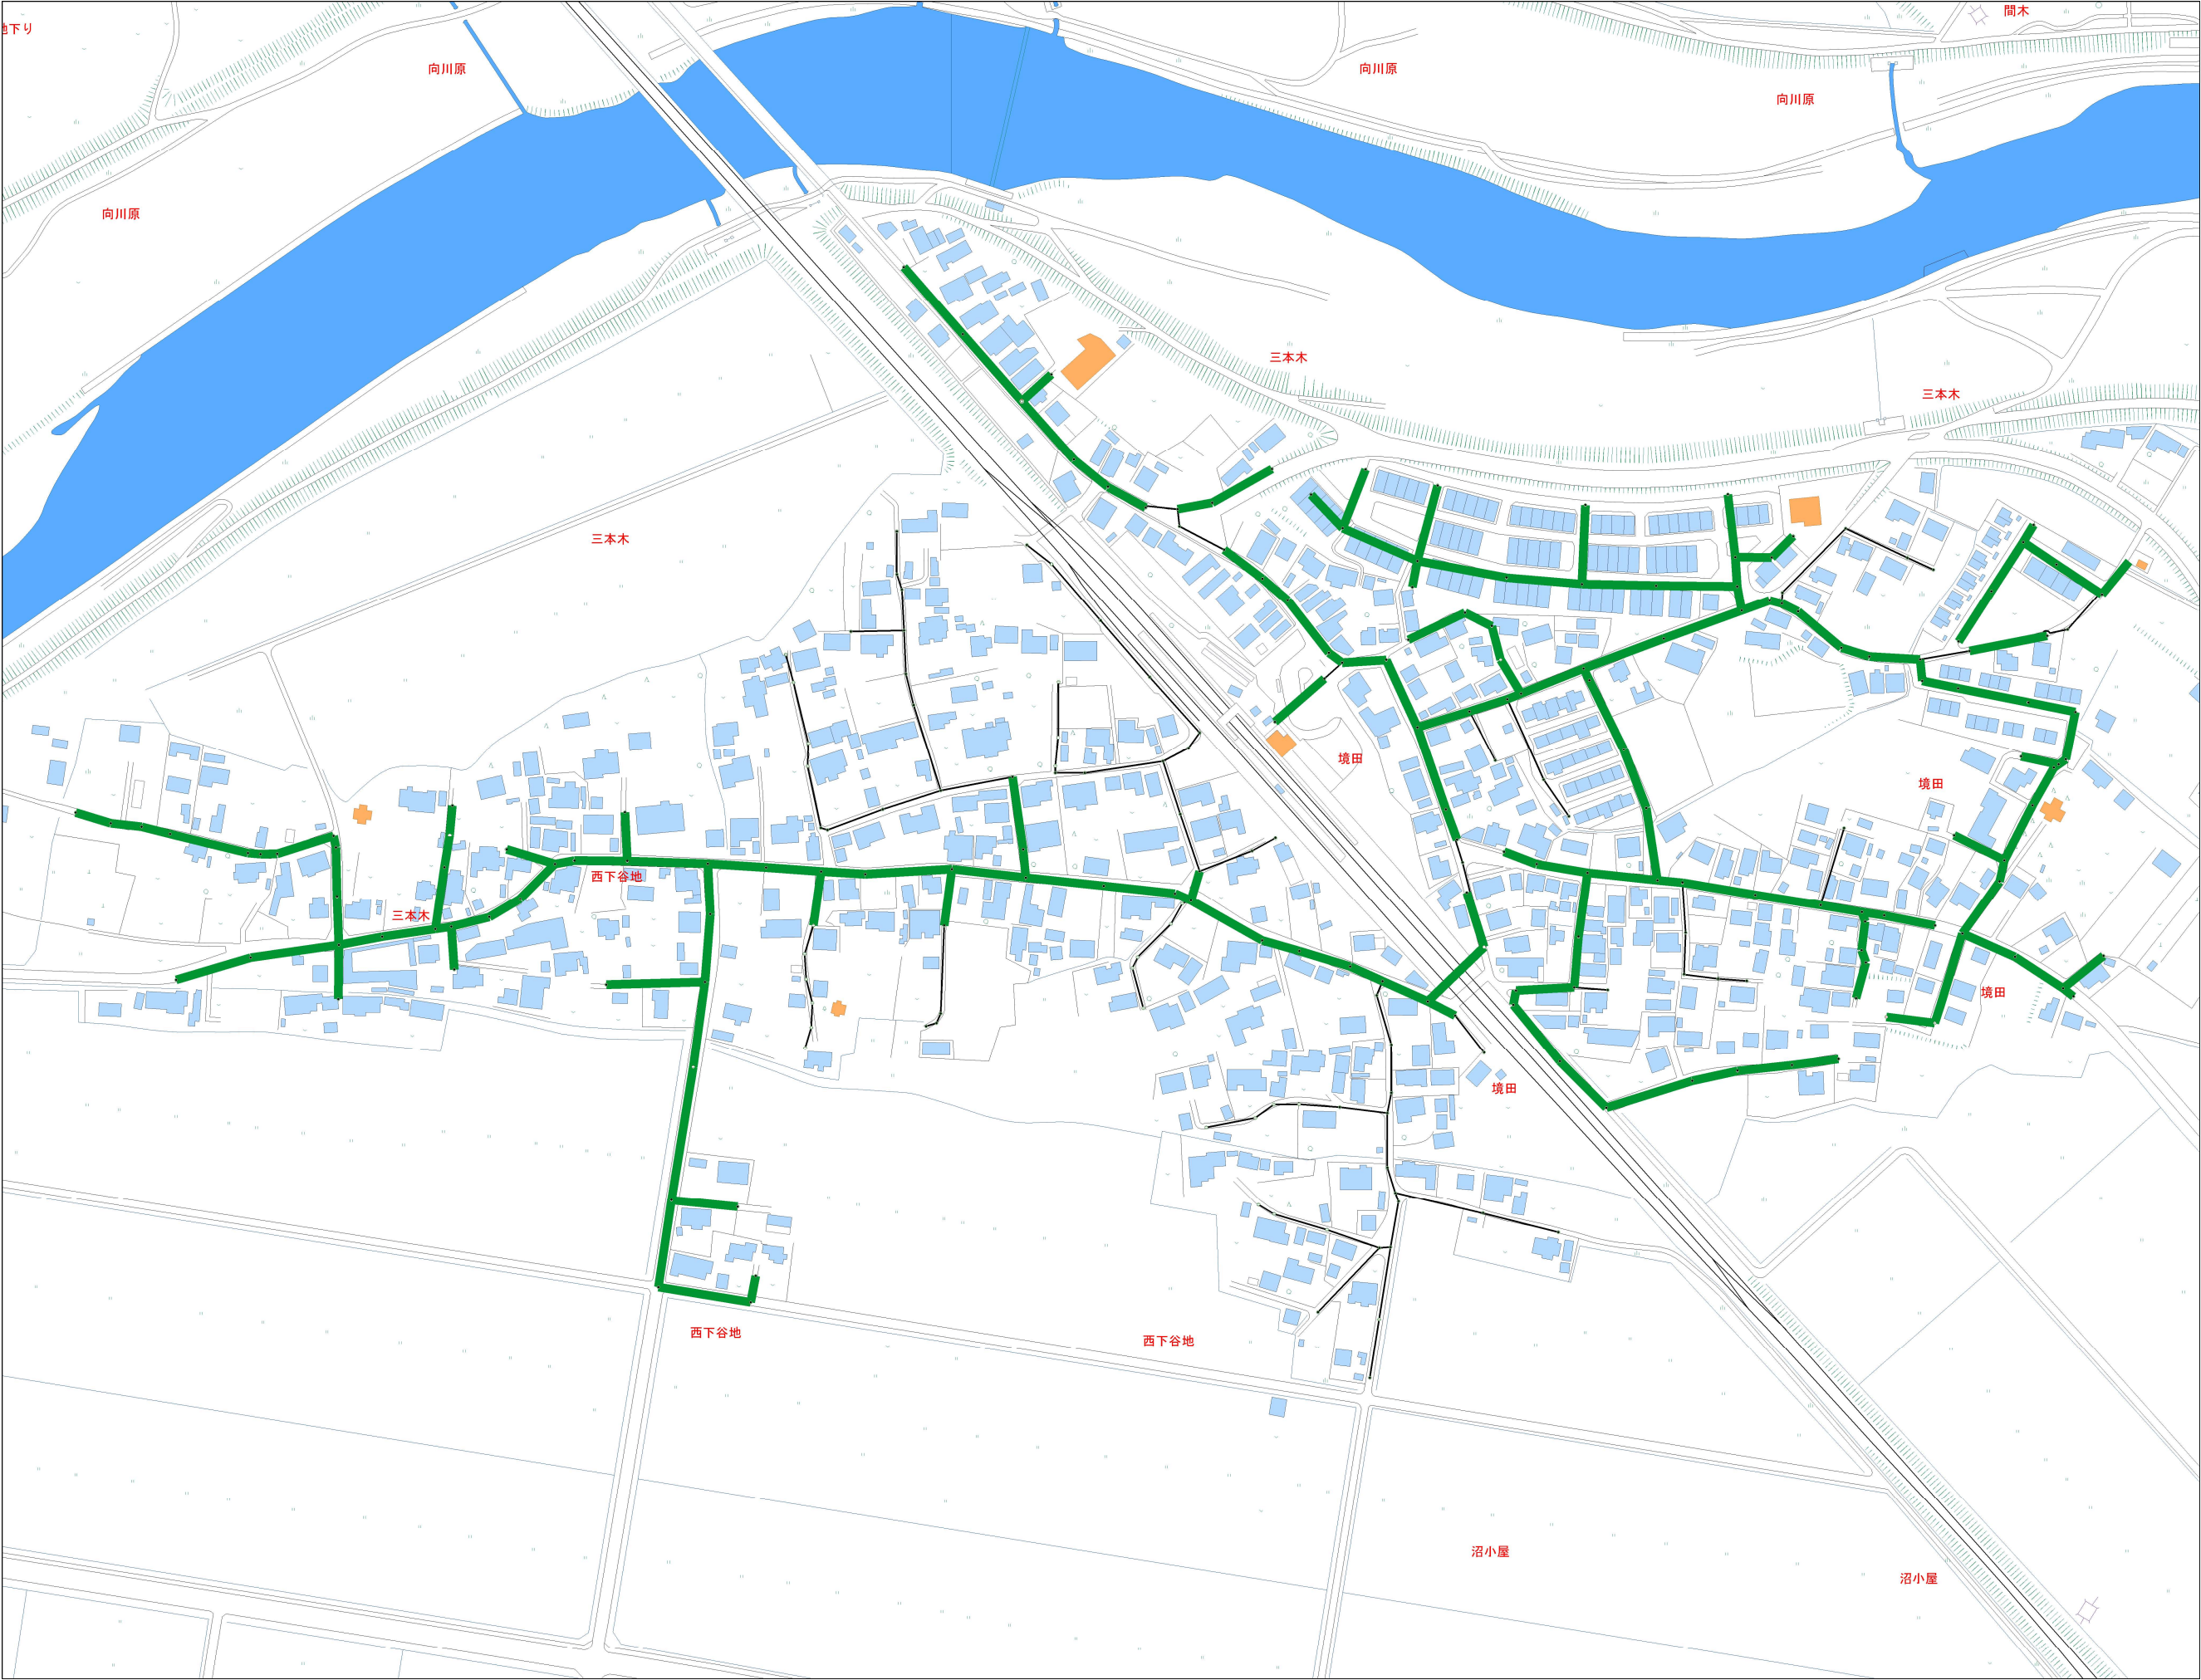 間木
地下り
向川原
向川原
向川原
向川原
三本木
三本木
三本木
境田
境田
西下谷地
三本木
境田
境田
西下谷地
西下谷地
沼小屋
沼小屋